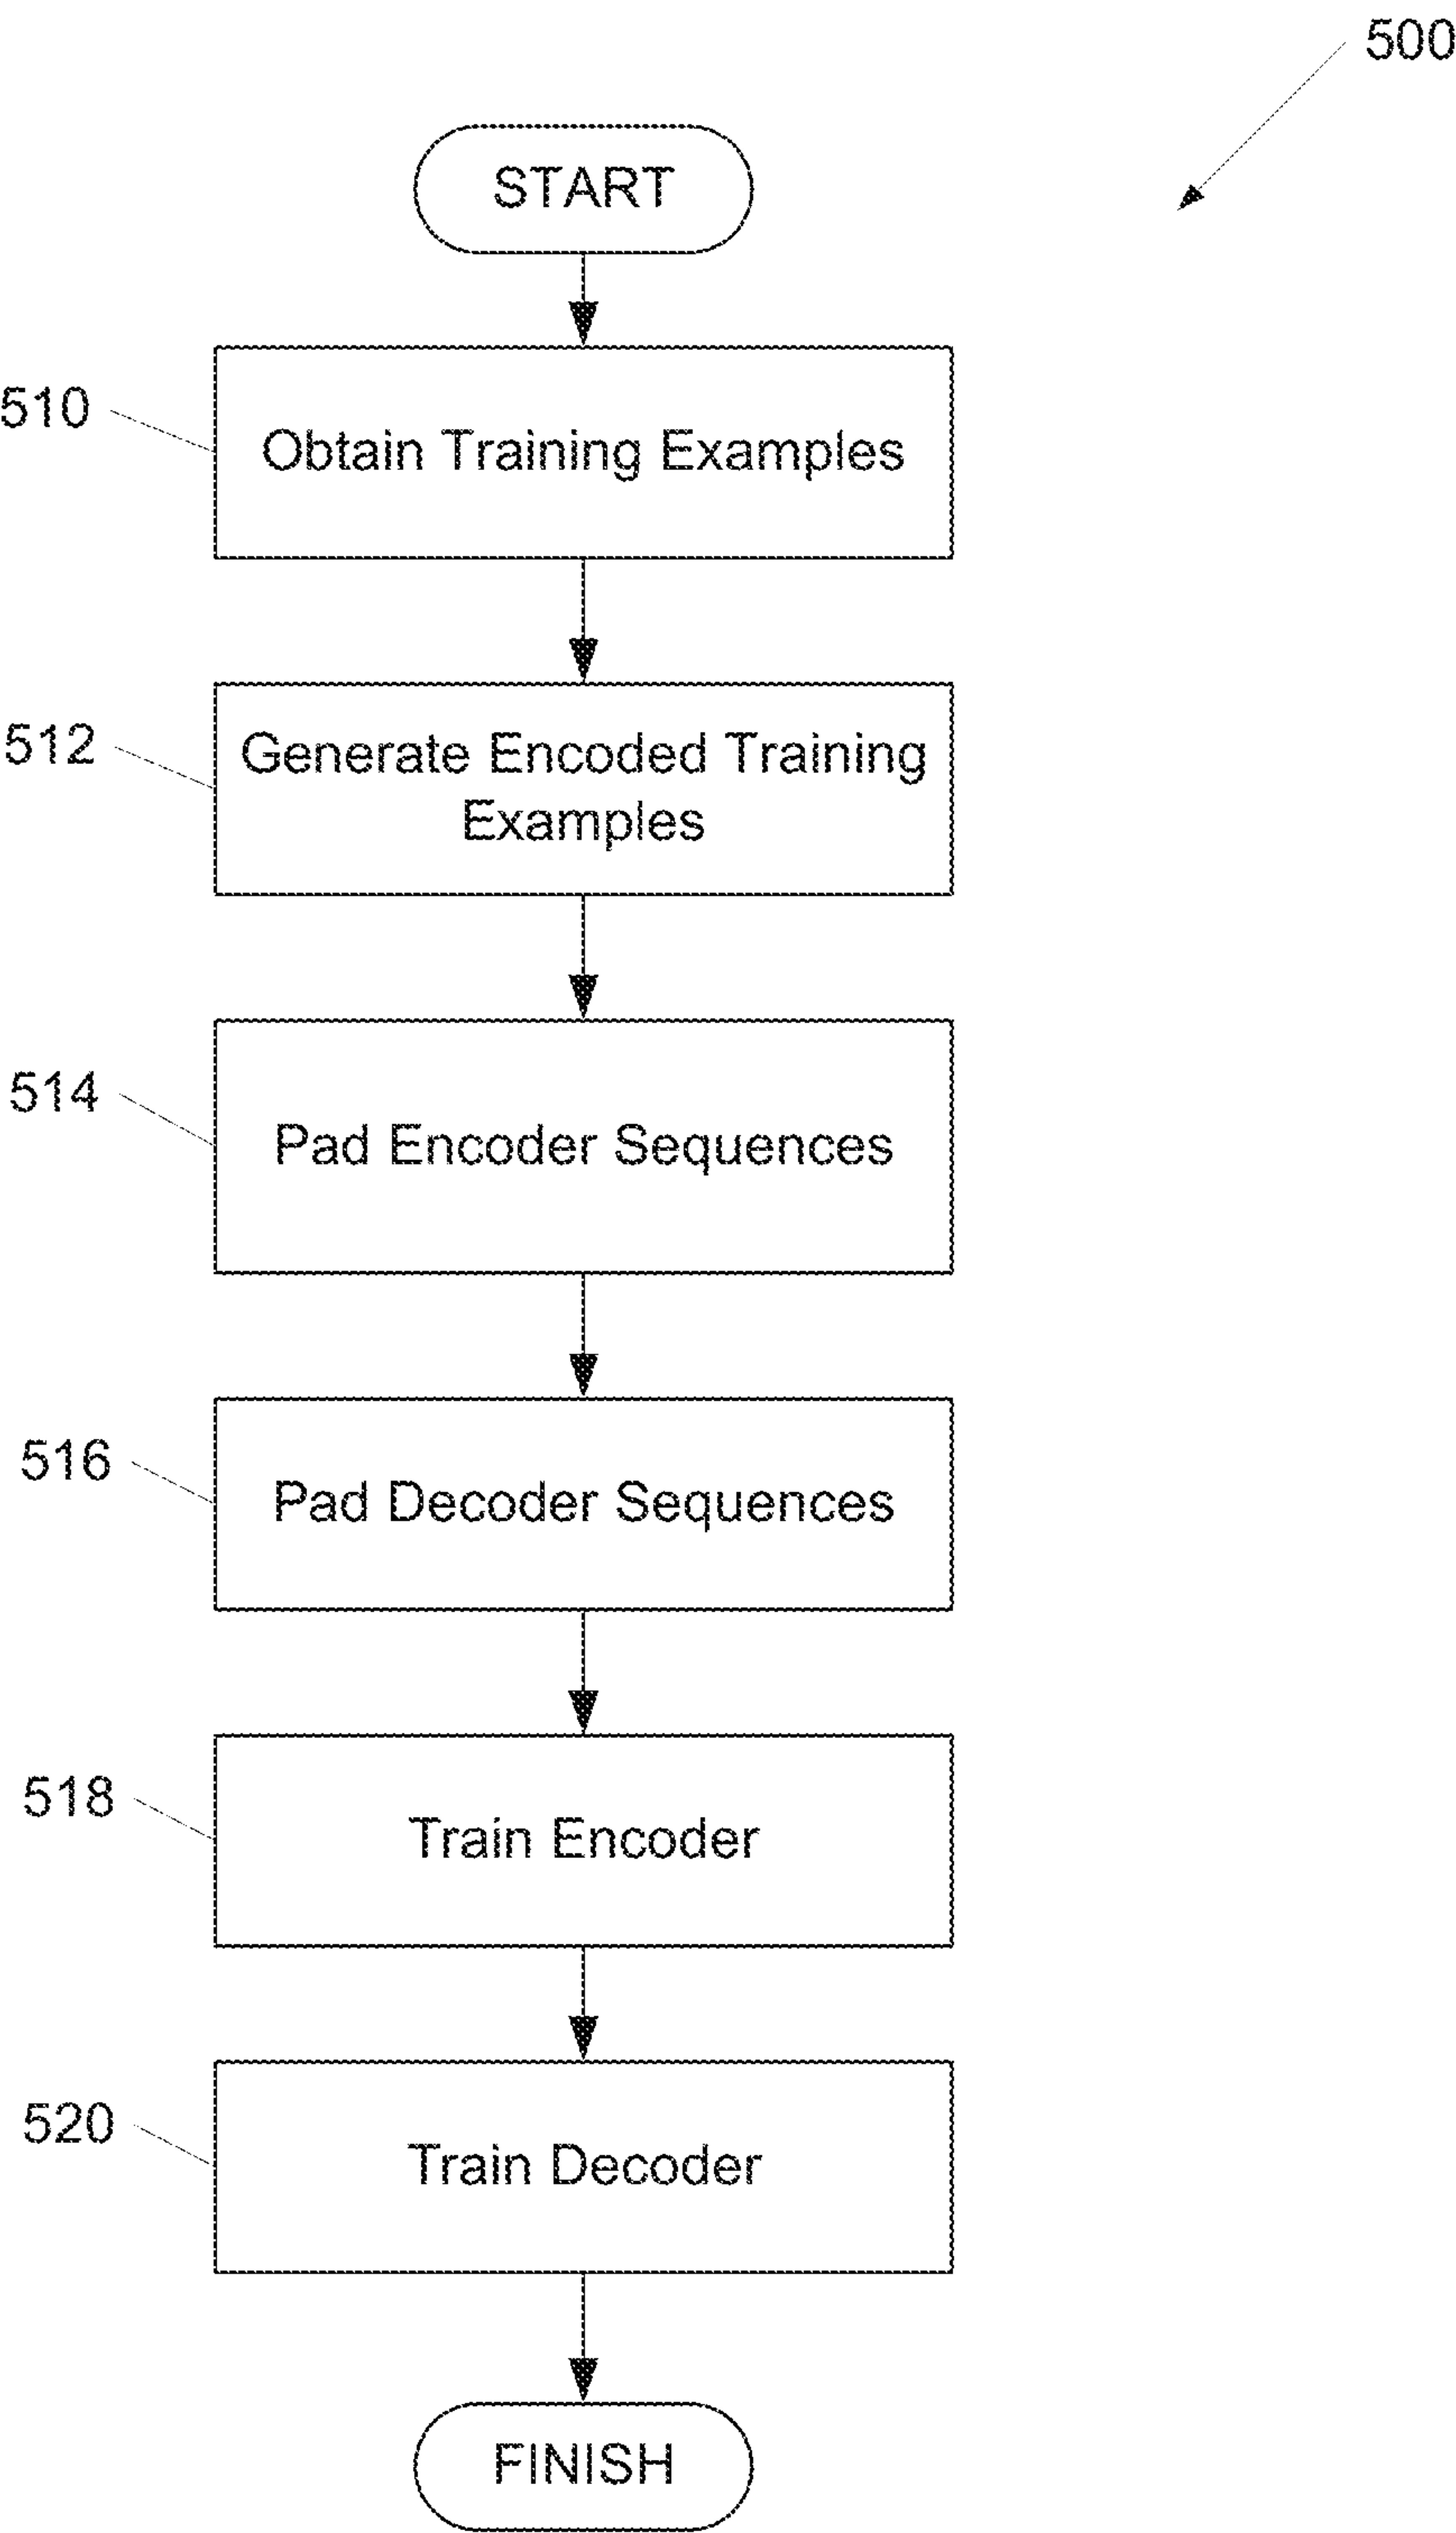 500
START
510
Obtain Training Examples
512
Generate Encoded Training
Examples
514
Pad Encoder Sequences
516
Pad Decoder Sequences
518
Train Encoder
520
Train Decoder
FINISH